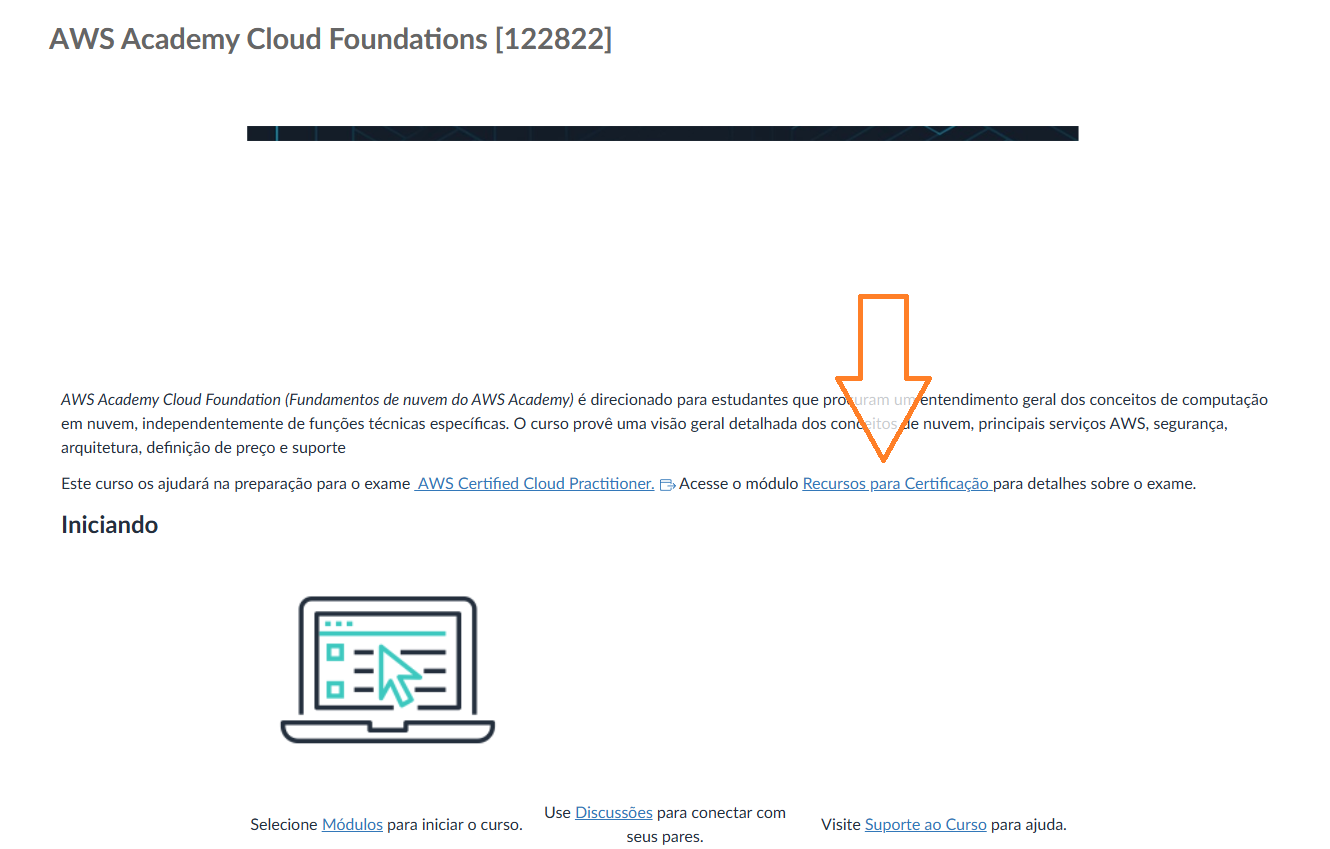 AWS Academy Cloud Foundations [122822]
AWS Academy Cloud Foundation (Fundamentos de nuvem do AWS Academy) é direcionado para estudantes que procuram um entendimento geral dos conceitos de computação
em nuvem, independentemente de funções técnicas específicas. O curso provê uma visão geral detalhada dos conceitos de nuvem, principais serviços AWS, segurança,
arquitetura, definição de preço e suporte
Este curso os ajudará na preparação para o exame AWS Certified Cloud Practitioner. Acesse o módulo Recursos para Certificação para detalhes sobre o exame.
Iniciando
Selecione Módulos para iniciar o curso.
Use Discussões para conectar com
seus pares.
Visite Suporte ao Curso para ajuda.